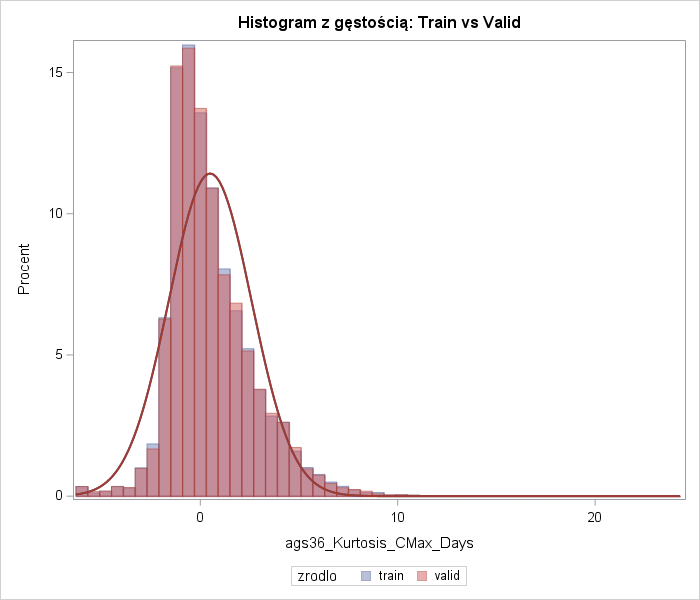 Histogram z gęstością: Train vs Valid
15
10
5
0
Procent
0 10 20
ags36_Kurtosis_CMax_Days
zrodlo train valid